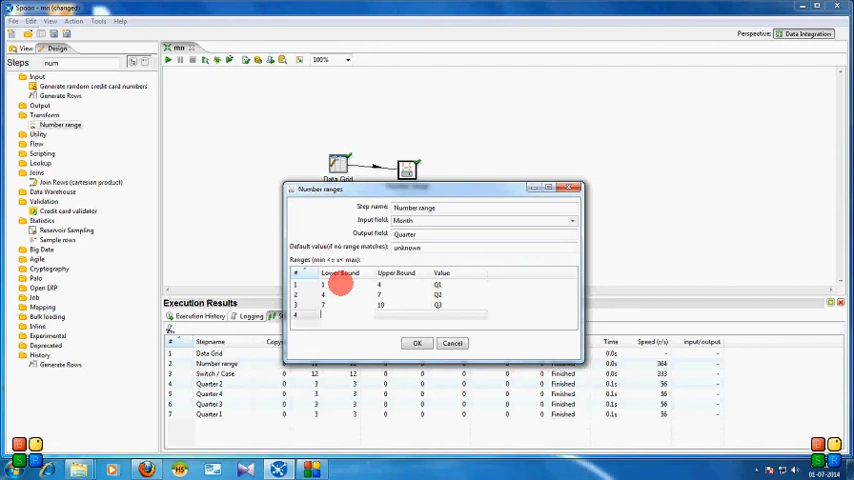 Spoon - mn (changed)
File Edit View Action Tools Help
Perspective: Data Integration
View Design
mn
Steps num
100%
Input
Generate random credit card numbers
Generate Rows
Output
Transform
Number range
Utility
Flow
Scripting
Lookup
Joins
Join Rows (cartesian product)
Data Warehouse
Validation
Credit card validator
Statistics
Reservoir Sampling
Sample rows
Big Data
Agile
Cryptography
Palo
Job
Mapping
Bulk loading
Inline
Experimental
Deprecated
History
Generate Rows
Data Grid
Number ranges
Step name: Number range
Input field: Month
Output field: Quarter
Default value(if no range matches): unknown
Ranges (min <= x< max):
# Lower Bound Upper Bound Value
1 1 4 Q1
2 4 7 Q2
3 7 10 Q3
4
OK Cancel
Execution Results
Execution History Logging
# Stepname Time Speed (r/s) input/output
1 Data Grid 0.0s - -
2 Number range 12 12 0 0 0 0 0 Finished 0.0s 364 -
3 Switch / Case 0 12 12 0 0 0 0 0 Finished 0.0s 333 -
4 Quarter 2 0 3 3 0 0 0 0 0 Finished 0.1s 56 -
5 Quarter 4 0 3 3 0 0 0 0 0 Finished 0.1s 56 -
6 Quarter 3 0 3 3 0 0 0 0 0 Finished 0.1s 56 -
7 Quarter 1 0 3 3 0 0 0 0 0 Finished 0.1s 56 -
01-07-2014